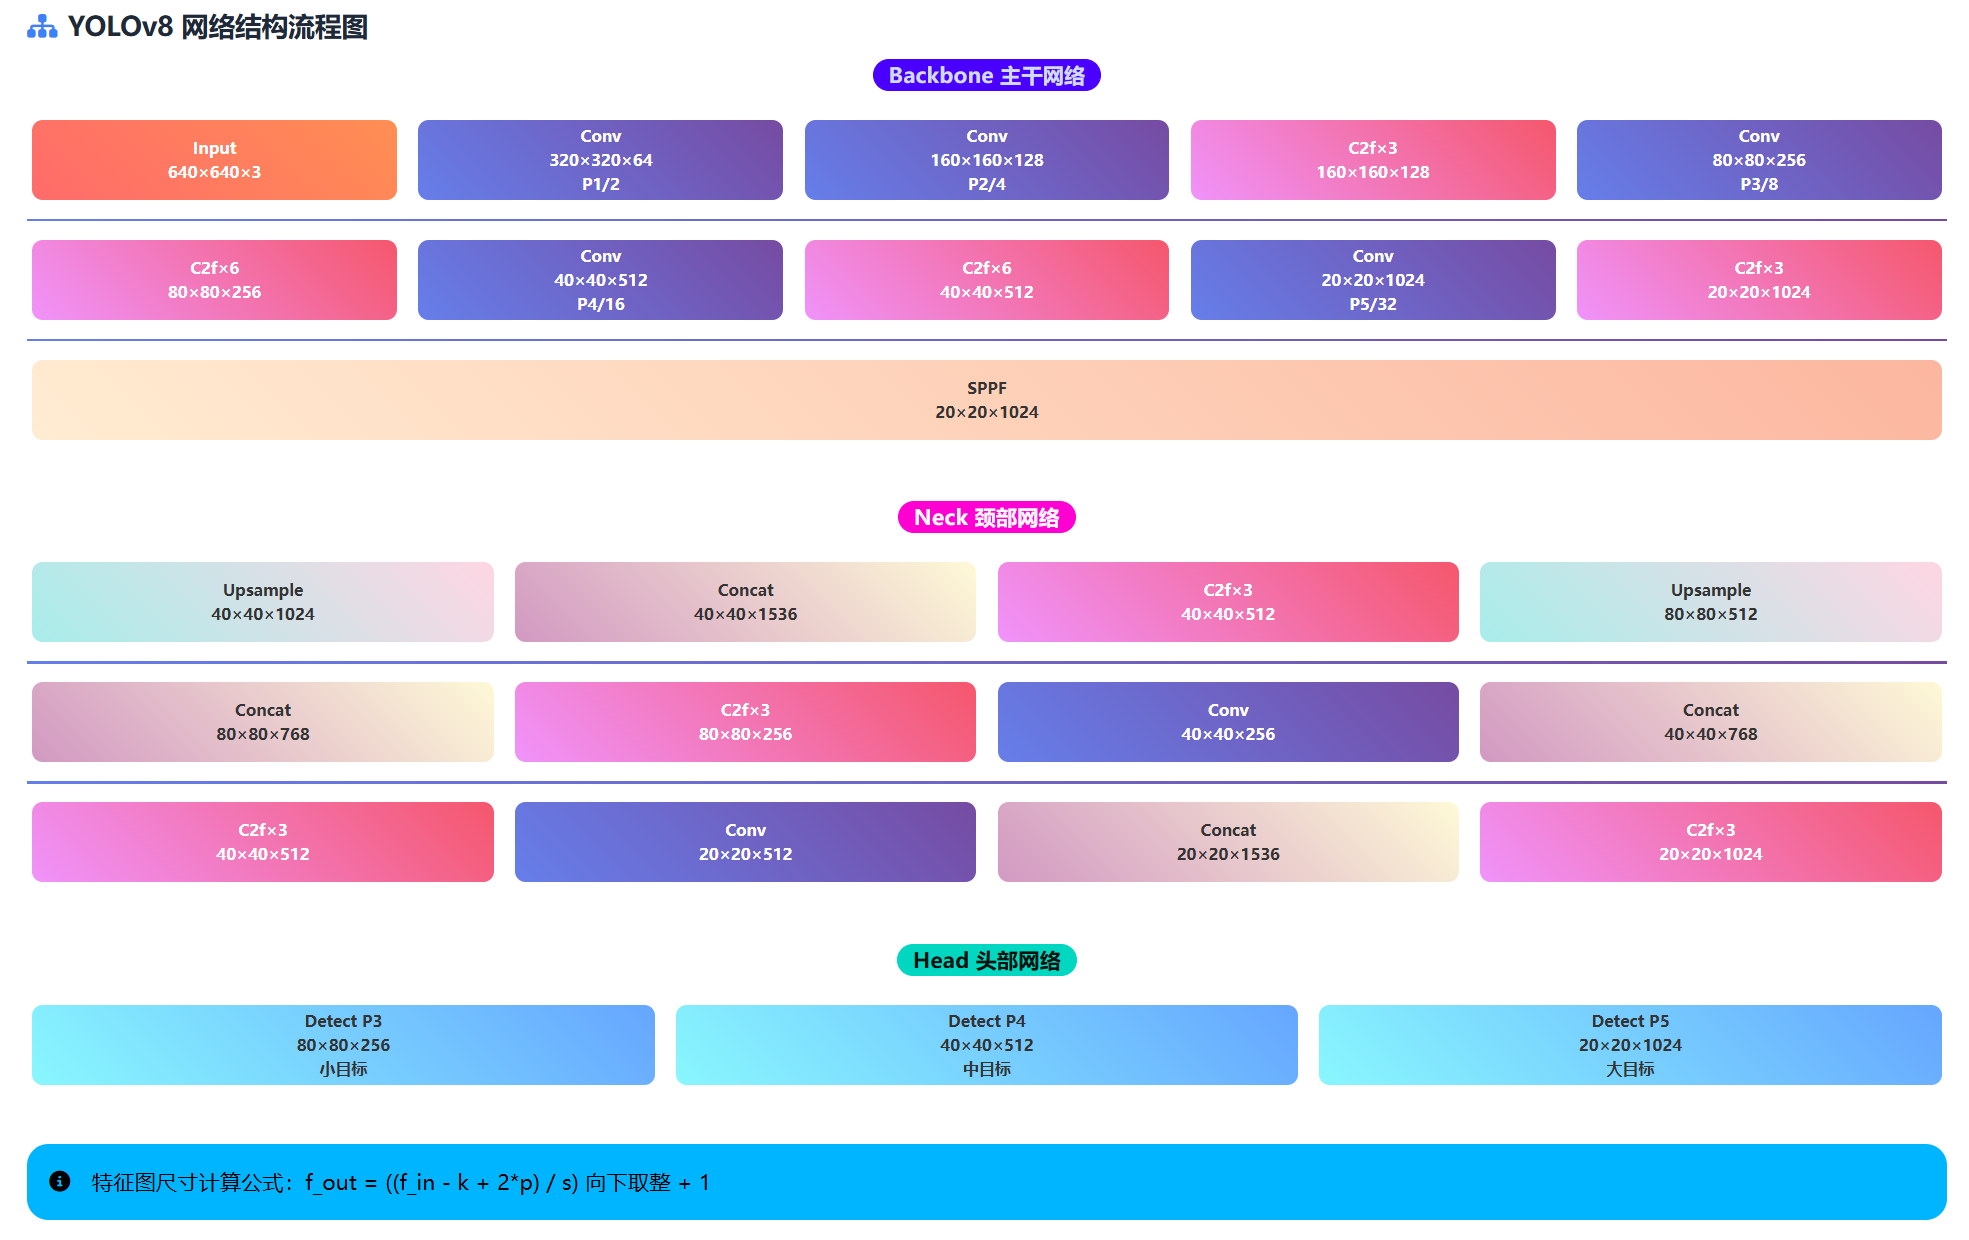 YOLOv8 网络结构流程图
Backbone 主干网络
Input
640×640×3
Conv
320×320×64
P1/2
Conv
160×160×128
P2/4
C2f×3
160×160×128
Conv
80×80×256
P3/8
C2f×6
80×80×256
Conv
40×40×512
P4/16
C2f×6
40×40×512
Conv
20×20×1024
P5/32
C2f×3
20×20×1024
SPPF
20×20×1024
Neck 颈部网络
Upsample
40×40×1024
Concat
40×40×1536
C2f×3
40×40×512
Upsample
80×80×512
Concat
80×80×768
C2f×3
80×80×256
Conv
40×40×256
Concat
40×40×768
C2f×3
40×40×512
Conv
20×20×512
Concat
20×20×1536
C2f×3
20×20×1024
Head 头部网络
Detect P3
80×80×256
小目标
Detect P4
40×40×512
中目标
Detect P5
20×20×1024
大目标
特征图尺寸计算公式：f_out = ((f_in - k + 2*p) / s) 向下取整 + 1